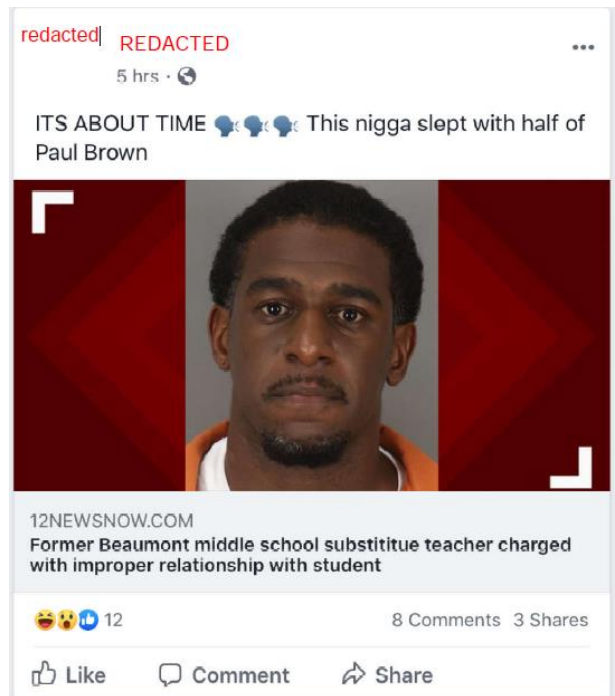 redacted REDACTED
5 hrs ·
ITS ABOUT TIME 🗣🗣🗣 This nigga slept with half of
Paul Brown
12NEWSNOW.COM
Former Beaumont middle school substititue teacher charged
with improper relationship with student
12 8 Comments 3 Shares
Like Comment Share